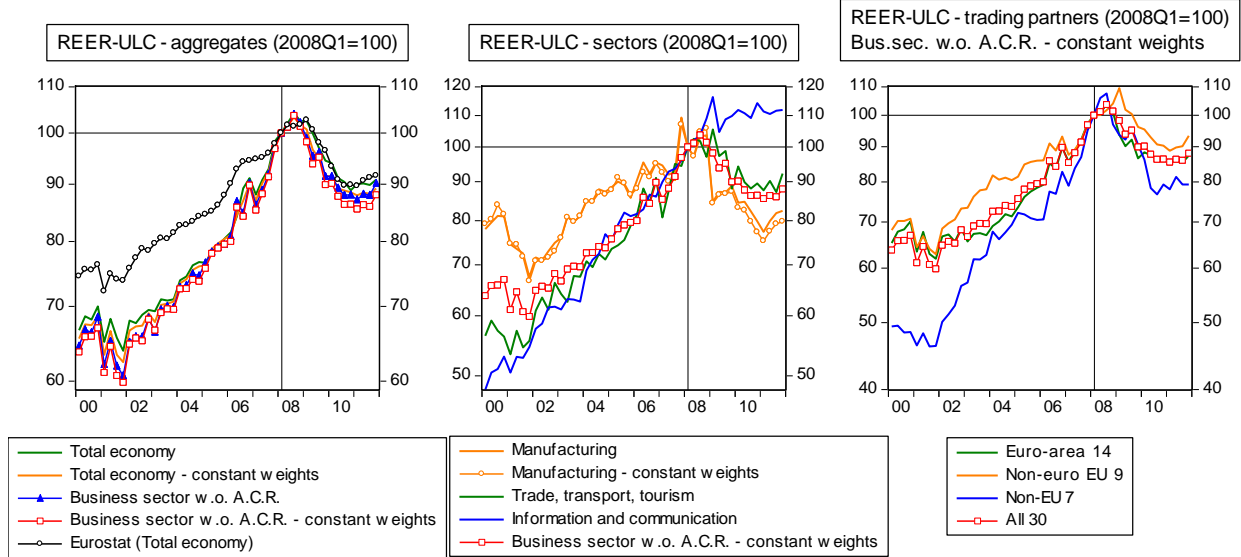 REER-ULC - aggregates (2008Q1=100)
110 110
100 100
90 90
80 80
70 70
60 60
00 02 04 06 08 10
Total economy
Total economy - constant weights
Business sector w.o. A.C.R.
Business sector w.o. A.C.R. - constant weights
Eurostat (Total economy)
REER-ULC - sectors (2008Q1=100)
120 120
110 110
100 100
90 90
80 80
70 70
60 60
50 50
00 02 04 06 08 10
Manufacturing
Manufacturing - constant weights
Trade, transport, tourism
Information and communication
Business sector w.o. A.C.R. - constant weights
REER-ULC - trading partners (2008Q1=100)
Bus.sec. w.o. A.C.R. - constant weights
110 110
100 100
90 90
80 80
70 70
60 60
50 50
40 40
00 02 04 06 08 10
Euro-area 14
Non-euro EU 9
Non-EU 7
All 30